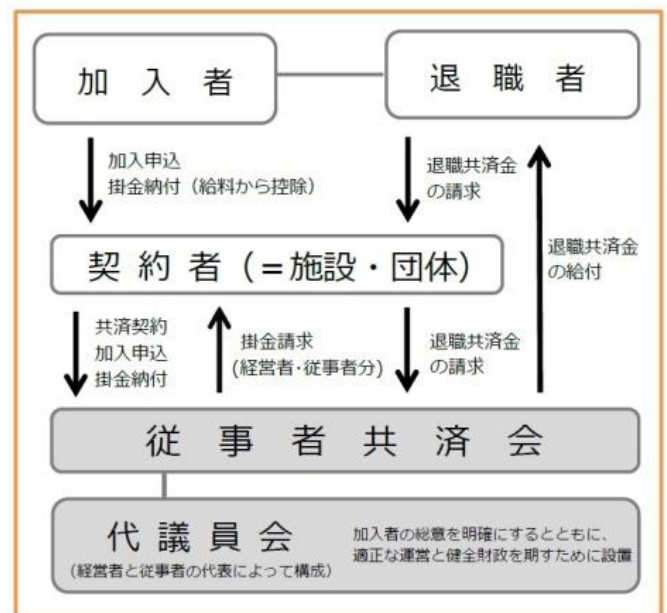 加入者
退職者
加入申込
掛金納付（給料から控除）
退職共済金
の請求
退職共済金
の給付
契約者（＝施設・団体）
共済契約
加入申込
掛金納付
掛金請求
(経営者・従事者分)
退職共済金
の請求
従事者共済会
代議員会
(経営者と従事者の代表によって構成)
加入者の総意を明確にするとともに、
適正な運営と健全財政を期すために設置